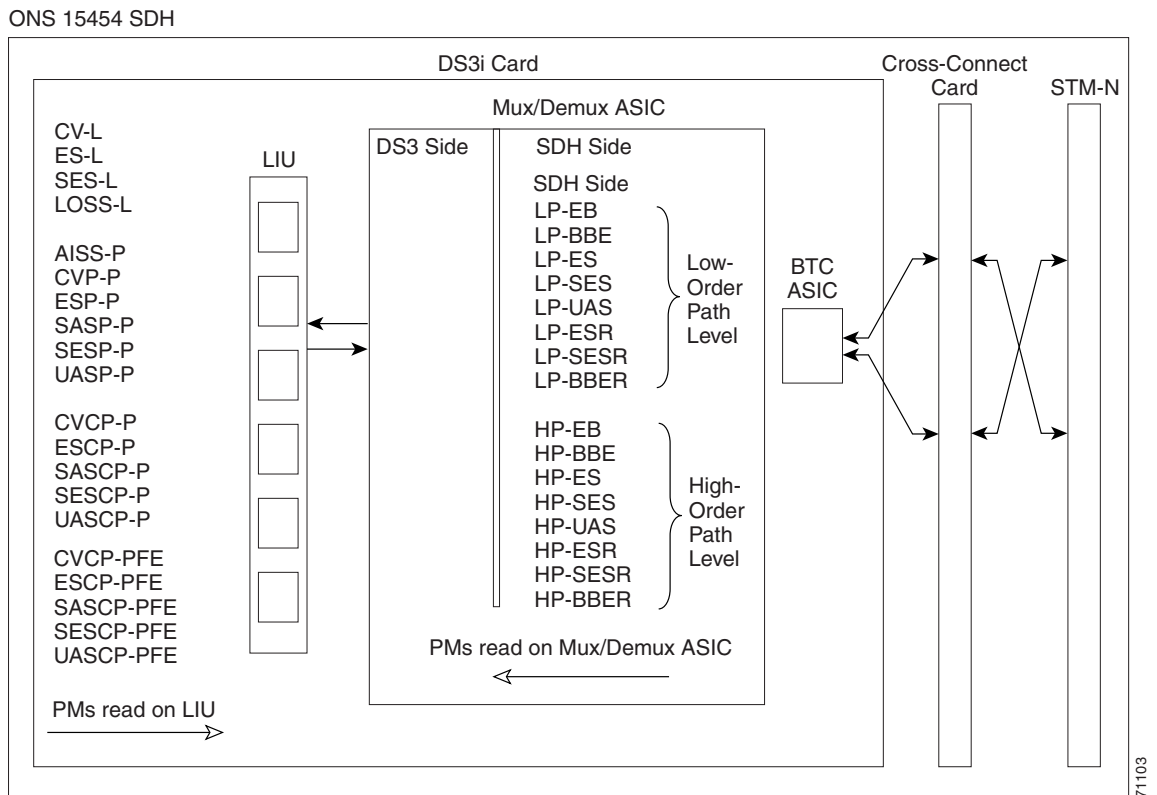 ONS 15454 SDH
DS3i Card
Cross-Connect
Card
STM-N
Mux/Demux ASIC
CV-L
ES-L
SES-L
LOSS-L
AISS-P
CVP-P
ESP-P
SASP-P
SESP-P
UASP-P
CVCP-P
ESCP-P
SASCP-P
SESCP-P
UASCP-P
CVCP-PFE
ESCP-PFE
SASCP-PFE
SESCP-PFE
UASCP-PFE
PMs read on LIU
LIU
DS3 Side
SDH Side
SDH Side
LP-EB
LP-BBE
LP-ES
LP-SES
LP-UAS
LP-ESR
LP-SESR
LP-BBER
Low-
Order
Path
Level
HP-EB
HP-BBE
HP-ES
HP-SES
HP-UAS
HP-ESR
HP-SESR
HP-BBER
High-
Order
Path
Level
PMs read on Mux/Demux ASIC
BTC
ASIC
71103